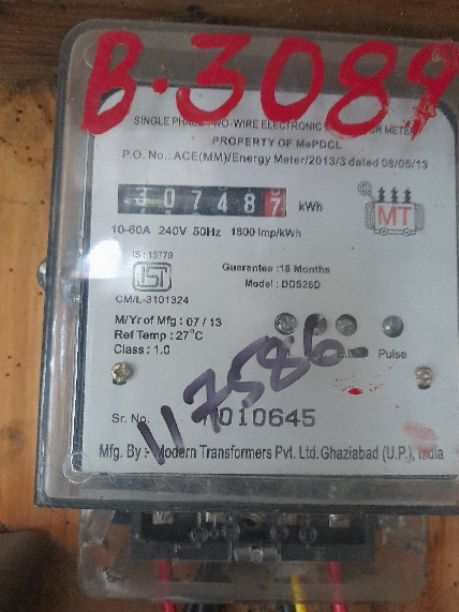 B.3089
SINGLE PHASE TWO-WIRE ELECTRONIC METER
PROPERTY OF MePDCL
P.O. No.: ACE(MM)/Energy Meter/2013/3 dated 08/05/13
307487 kWh
MT
10-60A 240V 50Hz 1600 Imp/kWh
IS:13779
ISI
Guarantee :18 Months
Model : DDS26D
CM/L-3101324
M/Yr of Mfg : 07 / 13
Ref Temp : 27°C
Class : 1.0
Pulse
117586
Sr. No. 010645
Mfg. By :- Modern Transformers Pvt. Ltd. Ghaziabad (U.P.), India